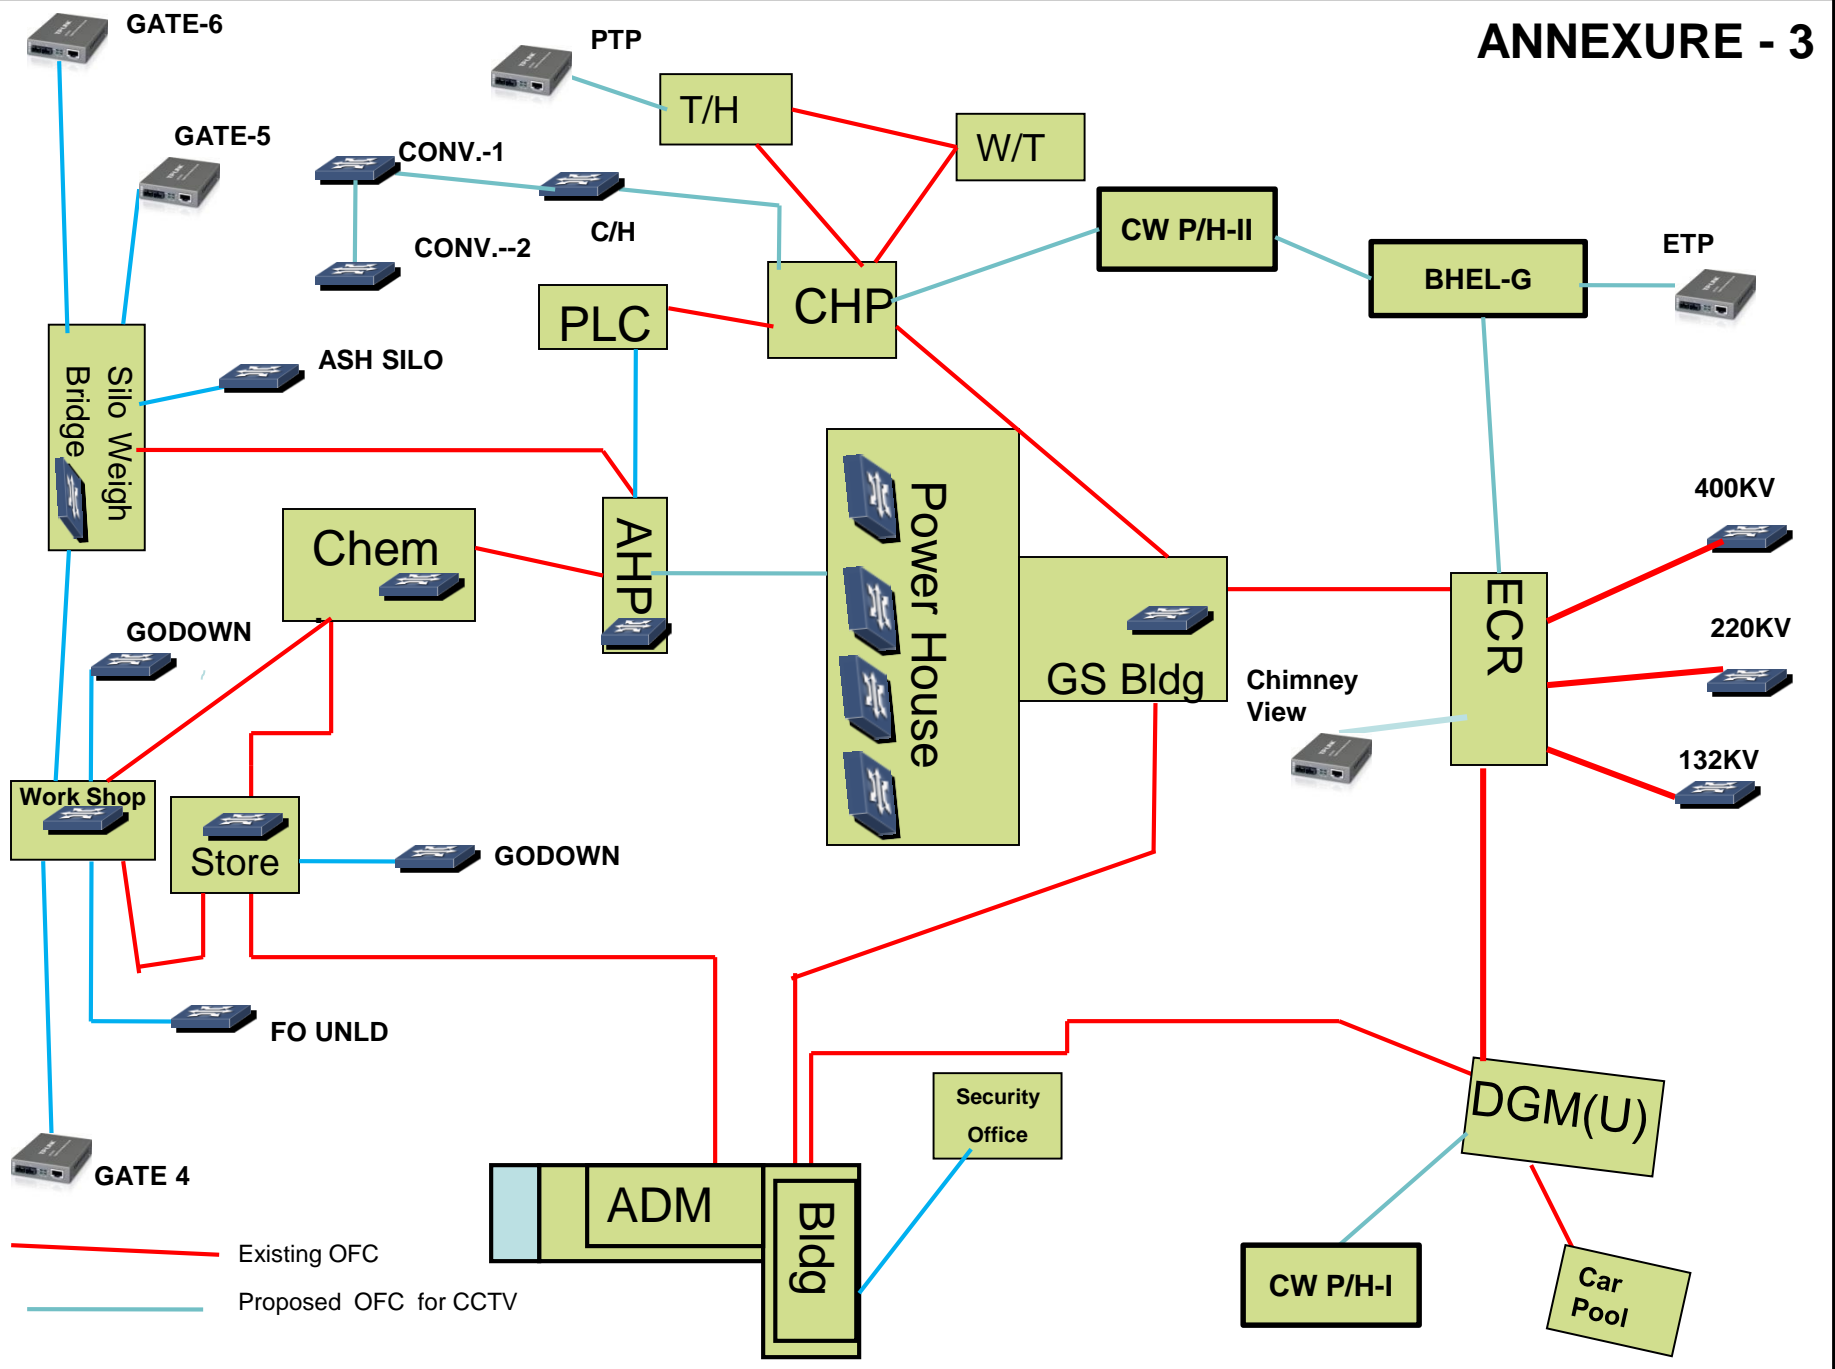 ANNEXURE - 3
GATE-6
PTP
T/H
GATE-5
CONV.-1
W/T
CW P/H-II
C/H
CONV.--2
ETP
BHEL-G
CHP
PLC
ASH SILO
Silo Weigh
Bridge
400KV
Power House
Chem
AHP
ECR
GODOWN
220KV
GS Bldg
Chimney
View
132KV
Work Shop
Store
GODOWN
FO UNLD
Security
Office
DGM(U)
GATE 4
ADM
Bldg
Existing OFC
Proposed OFC for CCTV
CW P/H-I
Car
Pool